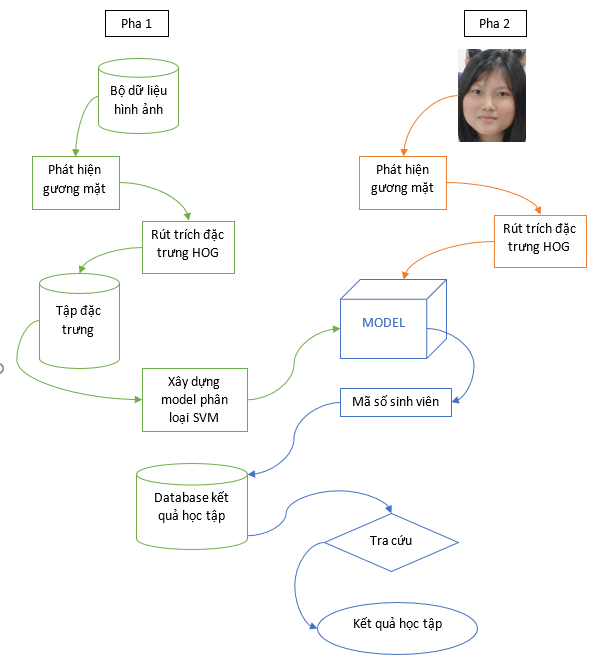 Pha 1
Pha 2
Bộ dữ liệu
hình ảnh
Phát hiện
gương mặt
Phát hiện
gương mặt
Rút trích đặc
trưng HOG
Rút trích đặc
trưng HOG
Tập đặc
trưng
MODEL
Xây dựng
model phân
loại SVM
Mã số sinh viên
Database kết
quả học tập
Tra cứu
Kết quả học tập